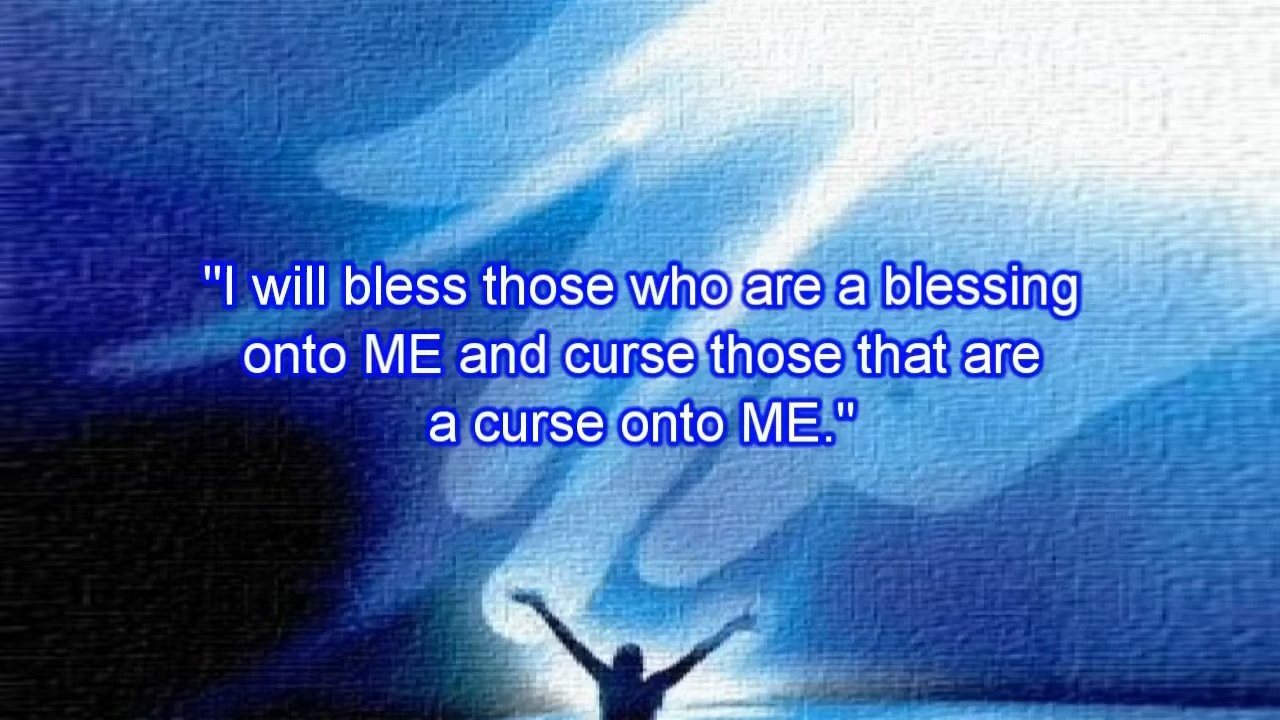 "I will bless those who are a blessing
onto ME and curse those that are
a curse onto ME."